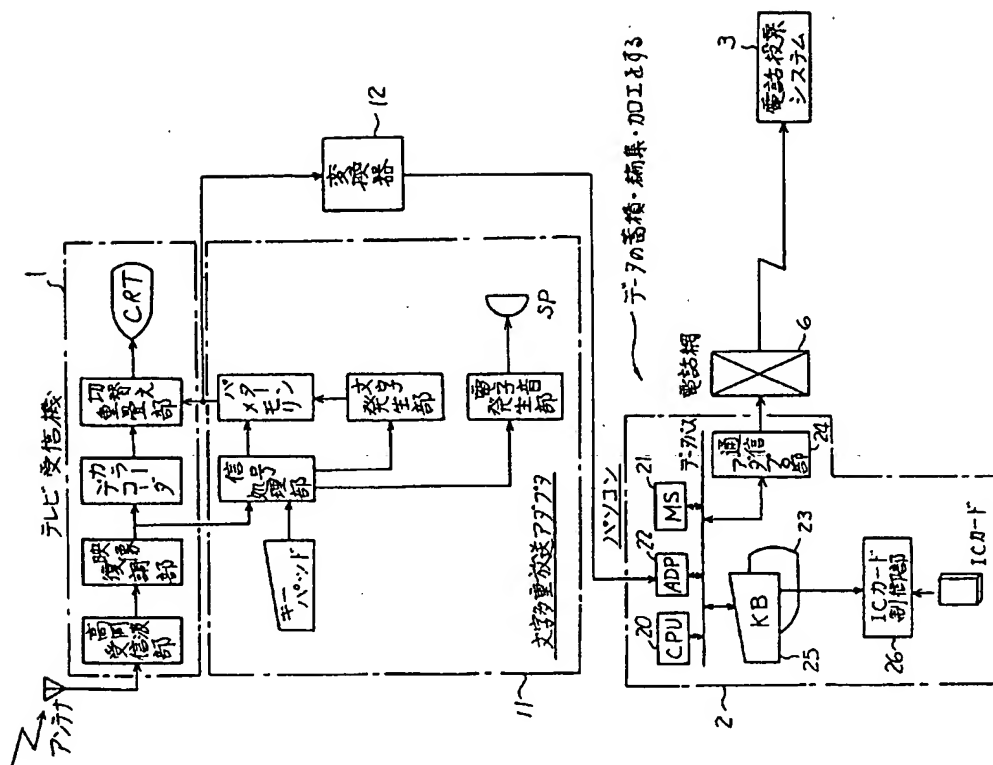 テレビ受信機
1
アンテナ
高周
受信波
部
映像
復調
部
カラー
デコーダ
切替え
重畳
部
CRT
文字多重放送アダプタ
11
キー
パッド
信号
処理
部
パターン
メモリ
文字
発生
部
電子音
発生
部
SP
変換
器
12
データの蓄積・編集・加工とする
パソコン
2
CPU
20
ADP
22
MS
21
データバス
KB
25
23
通信
アダプタ
部
24
ICカード
制御部
26
ICカード
電話網
6
電話投票
システム
3